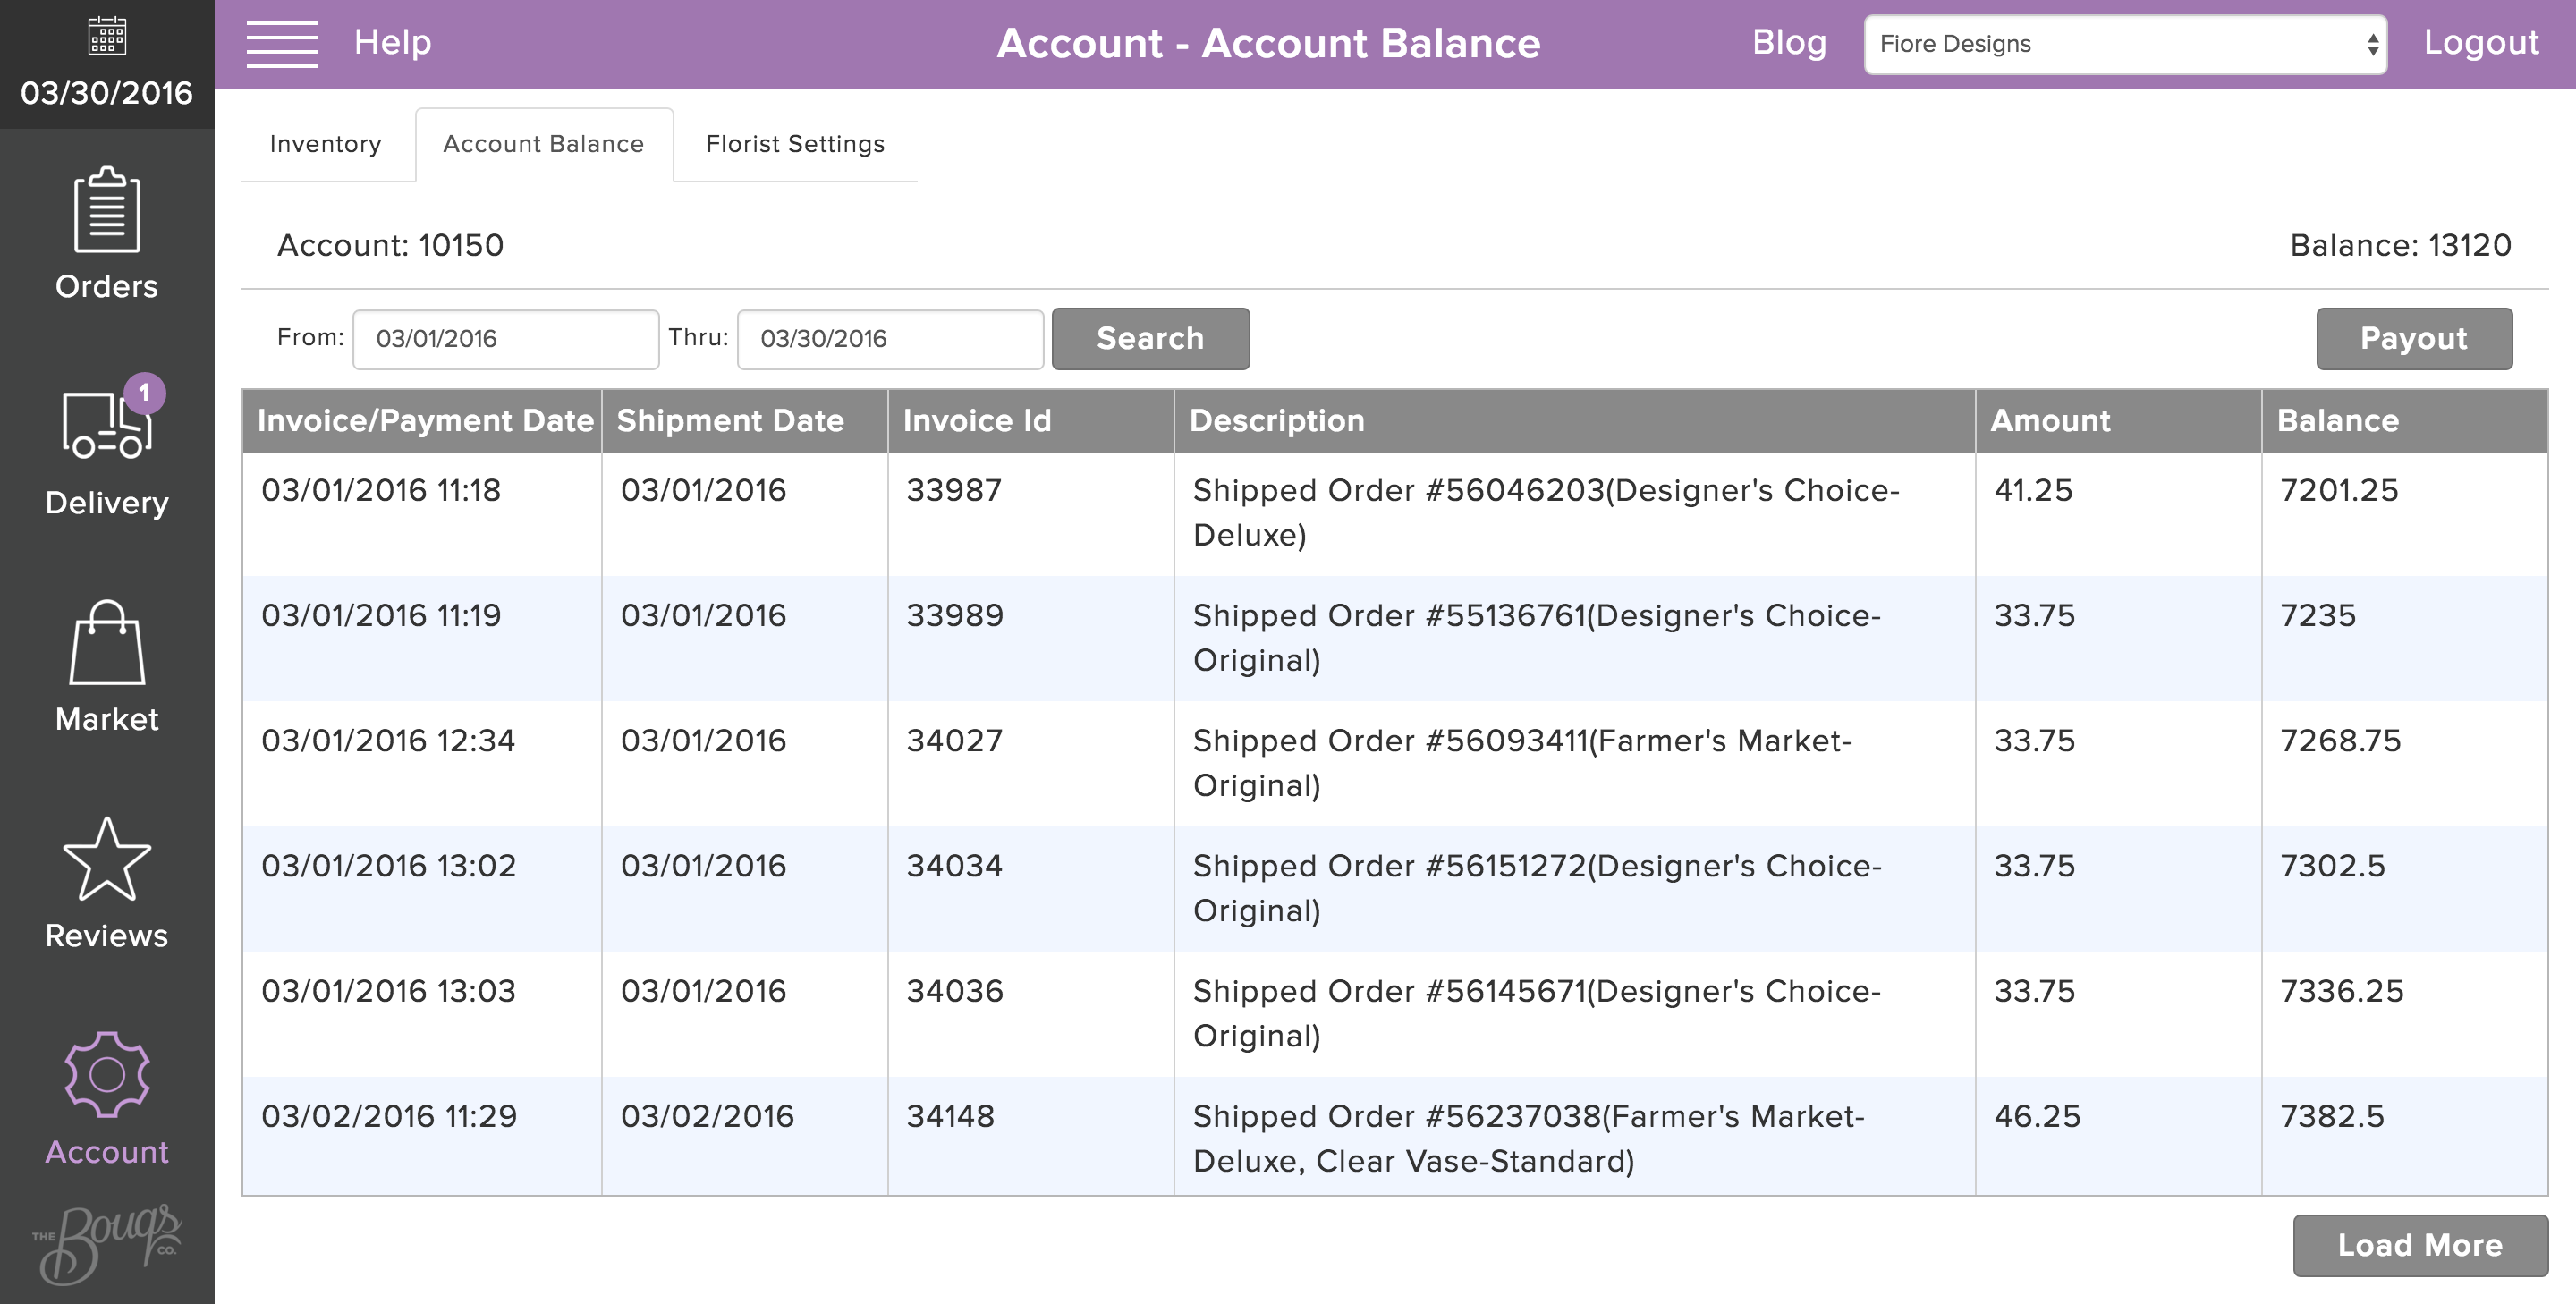 03/30/2016
Help
Account - Account Balance
Blog
Fiore Designs
Logout
Inventory
Account Balance
Florist Settings
Account: 10150
Balance: 13120
From: 03/01/2016 Thru: 03/30/2016 Search
Payout
Invoice/Payment Date Shipment Date Invoice Id Description Amount Balance
03/01/2016 11:18 03/01/2016 33987 Shipped Order #56046203(Designer's Choice- 41.25 7201.25
Deluxe)
03/01/2016 11:19 03/01/2016 33989 Shipped Order #55136761(Designer's Choice- 33.75 7235
Original)
03/01/2016 12:34 03/01/2016 34027 Shipped Order #56093411(Farmer's Market- 33.75 7268.75
Original)
03/01/2016 13:02 03/01/2016 34034 Shipped Order #56151272(Designer's Choice- 33.75 7302.5
Original)
03/01/2016 13:03 03/01/2016 34036 Shipped Order #56145671(Designer's Choice- 33.75 7336.25
Original)
03/02/2016 11:29 03/02/2016 34148 Shipped Order #56237038(Farmer's Market- 46.25 7382.5
Deluxe, Clear Vase-Standard)
Load More
Orders
1
Delivery
Market
Reviews
Account
THE Bouqs CO.